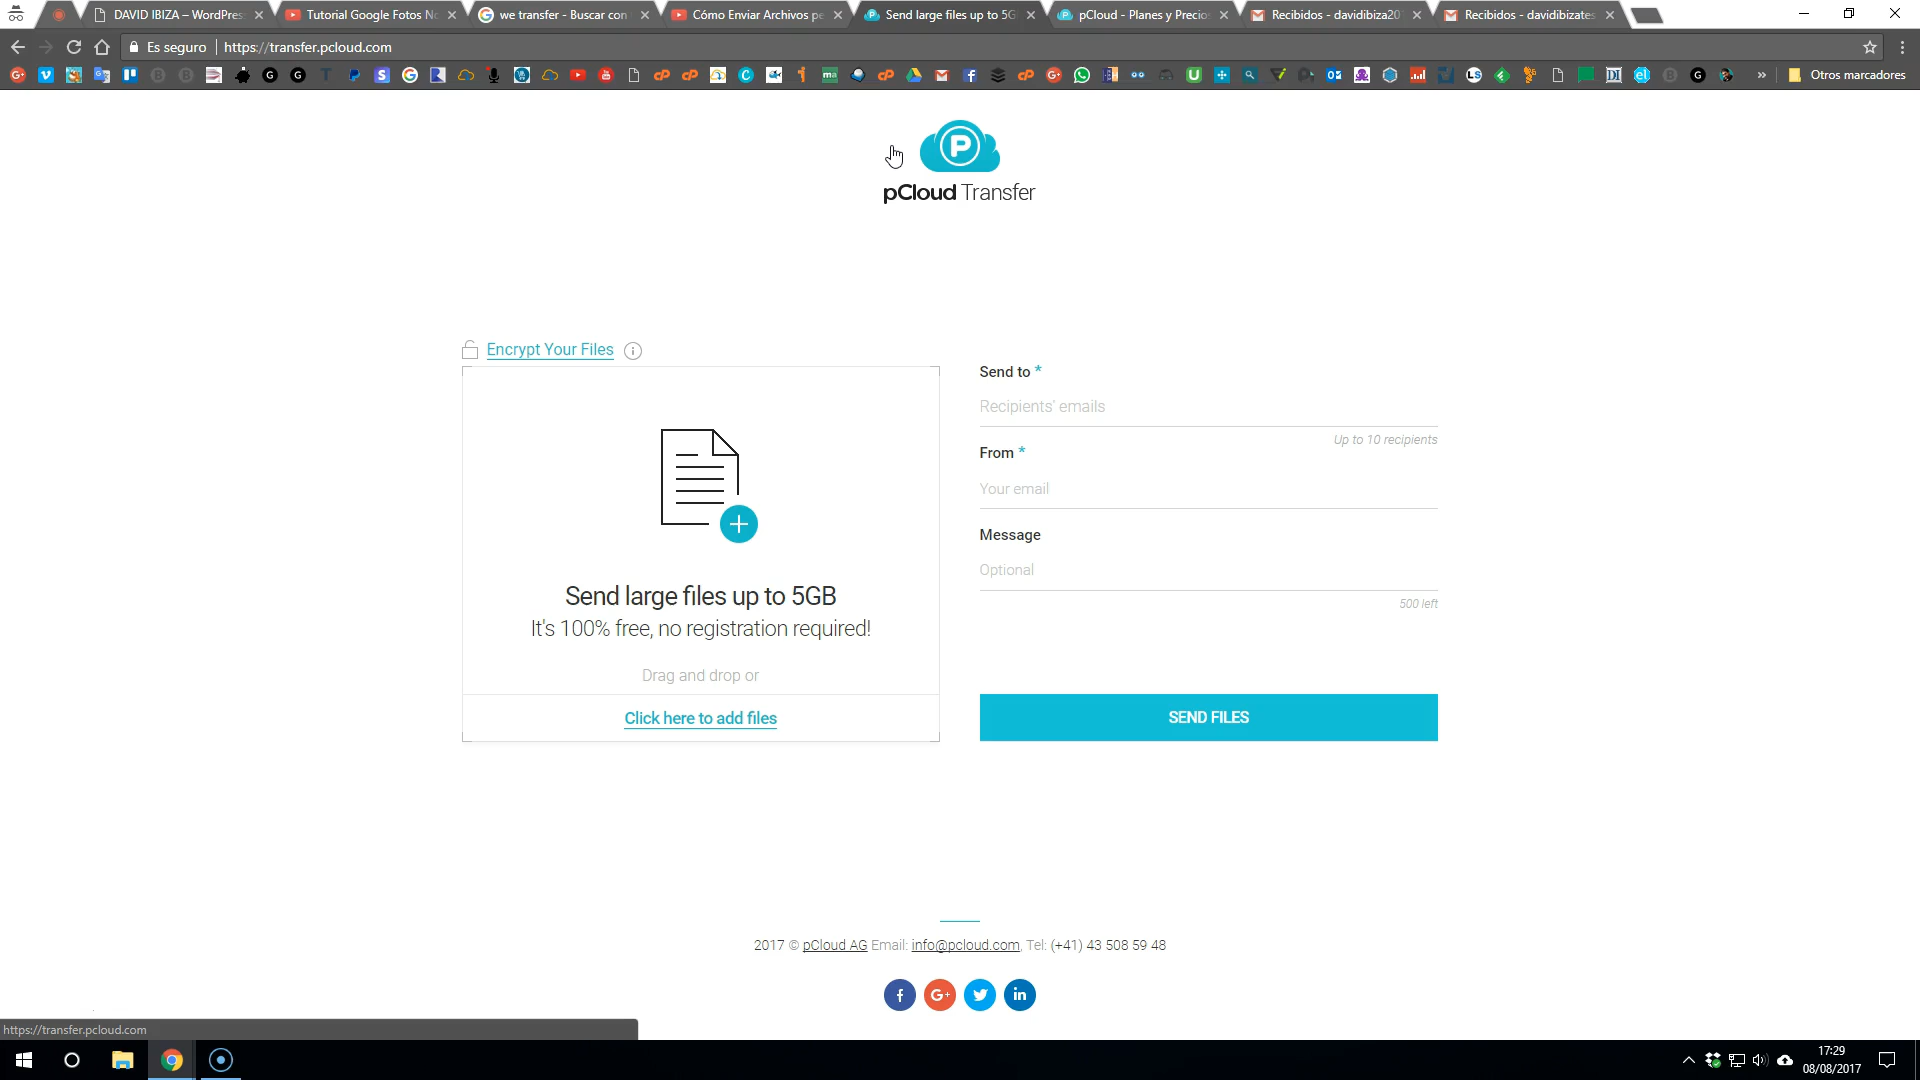 DAVID IBIZA – WordPres
Tutorial Google Fotos N
we transfer - Buscar con
Cómo Enviar Archivos pe
Send large files up to 5G
pCloud - Planes y Precio
Recibidos - davidibiza20
Recibidos - davidibizates
Es seguro
https://transfer.pcloud.com
Otros marcadores
pCloud Transfer
Encrypt Your Files
Send large files up to 5GB
It's 100% free, no registration required!
Drag and drop or
Click here to add files
Send to *
Recipients' emails
Up to 10 recipients
From *
Your email
Message
Optional
500 left
SEND FILES
2017 © pCloud AG Email: info@pcloud.com, Tel: (+41) 43 508 59 48
https://transfer.pcloud.com
17:29
08/08/2017